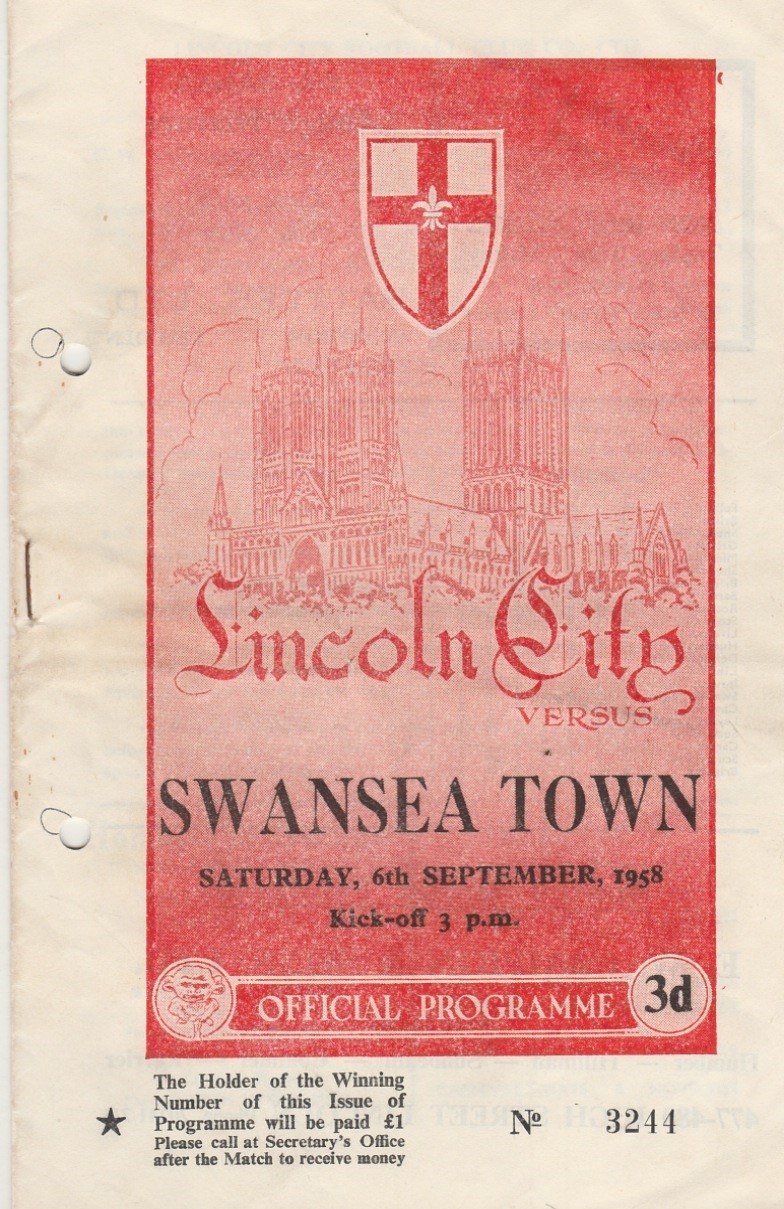 Lincoln City
VERSUS
SWANSEA TOWN
SATURDAY, 6th SEPTEMBER, 1958
Kick-off 3 p.m.
OFFICIAL PROGRAMME 3d
The Holder of the Winning
Number of this Issue of
★ Programme will be paid £1
Please call at Secretary's Office
after the Match to receive money
Nº 3244